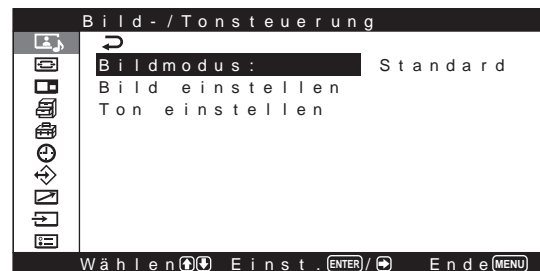 Bild-/Tonsteuerung
Bildmodus: Standard
Bild einstellen
Ton einstellen
Wählen Einst. ENTER / Ende MENU